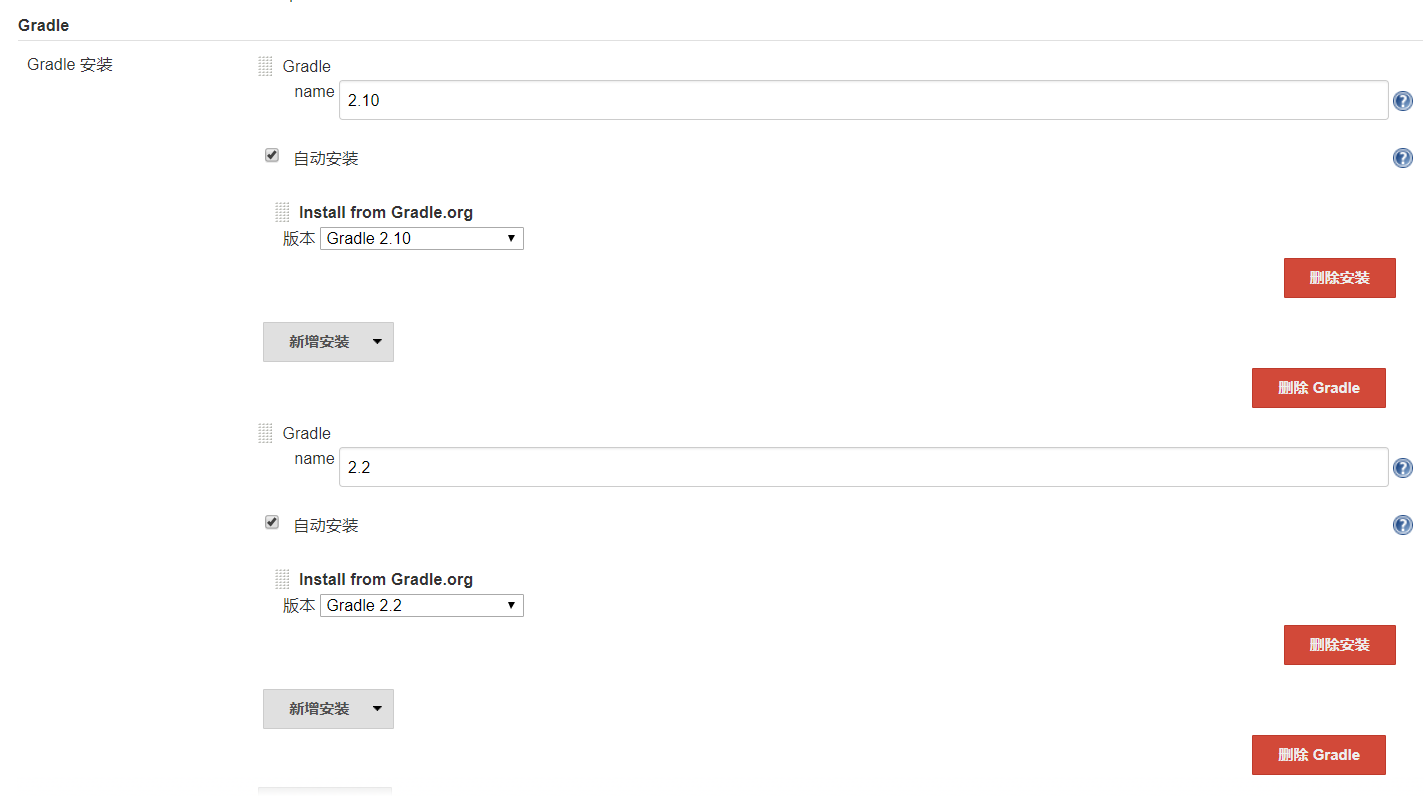 Gradle
Gradle 安装
Gradle
name
2.10
自动安装
Install from Gradle.org
版本 Gradle 2.10
删除安装
新增安装
删除 Gradle
Gradle
name
2.2
自动安装
Install from Gradle.org
版本 Gradle 2.2
删除安装
新增安装
删除 Gradle